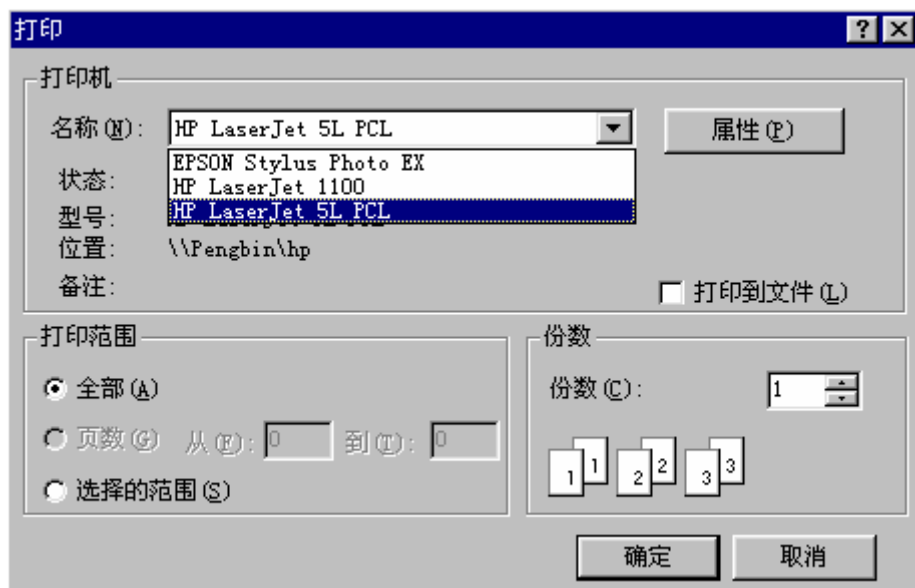 打印
打印机
名称(N): HP LaserJet 5L PCL 属性(P)
EPSON Stylus Photo EX
状态:
HP LaserJet 1100
HP LaserJet 5L PCL
型号:
位置: \\Pengbin\hp
备注:
打印到文件(L)
打印范围
全部(A)
页数(G) 从(F): 0 到(T): 0
选择的范围(S)
份数
份数(C): 1
1 1 2 2 3 3
确定 取消